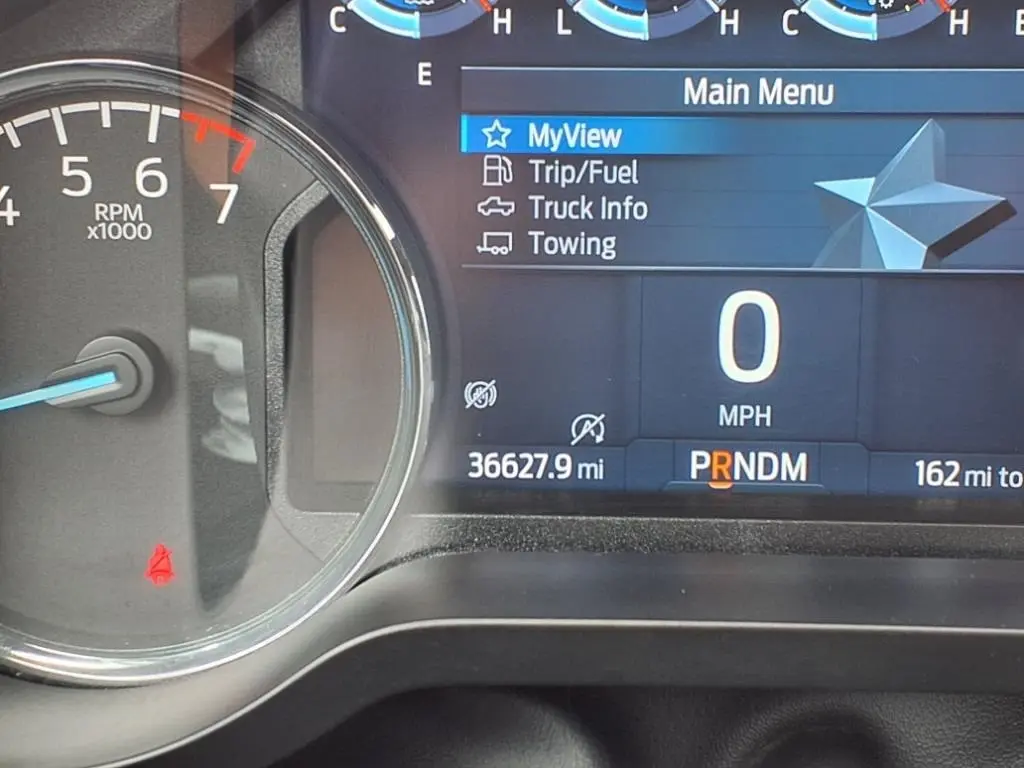 C H L H C H E
E
Main Menu
MyView
Trip/Fuel
Truck Info
Towing
4 5 6 7
RPM
x1000
0
MPH
36627.9 mi
PRNDM
162 mi to